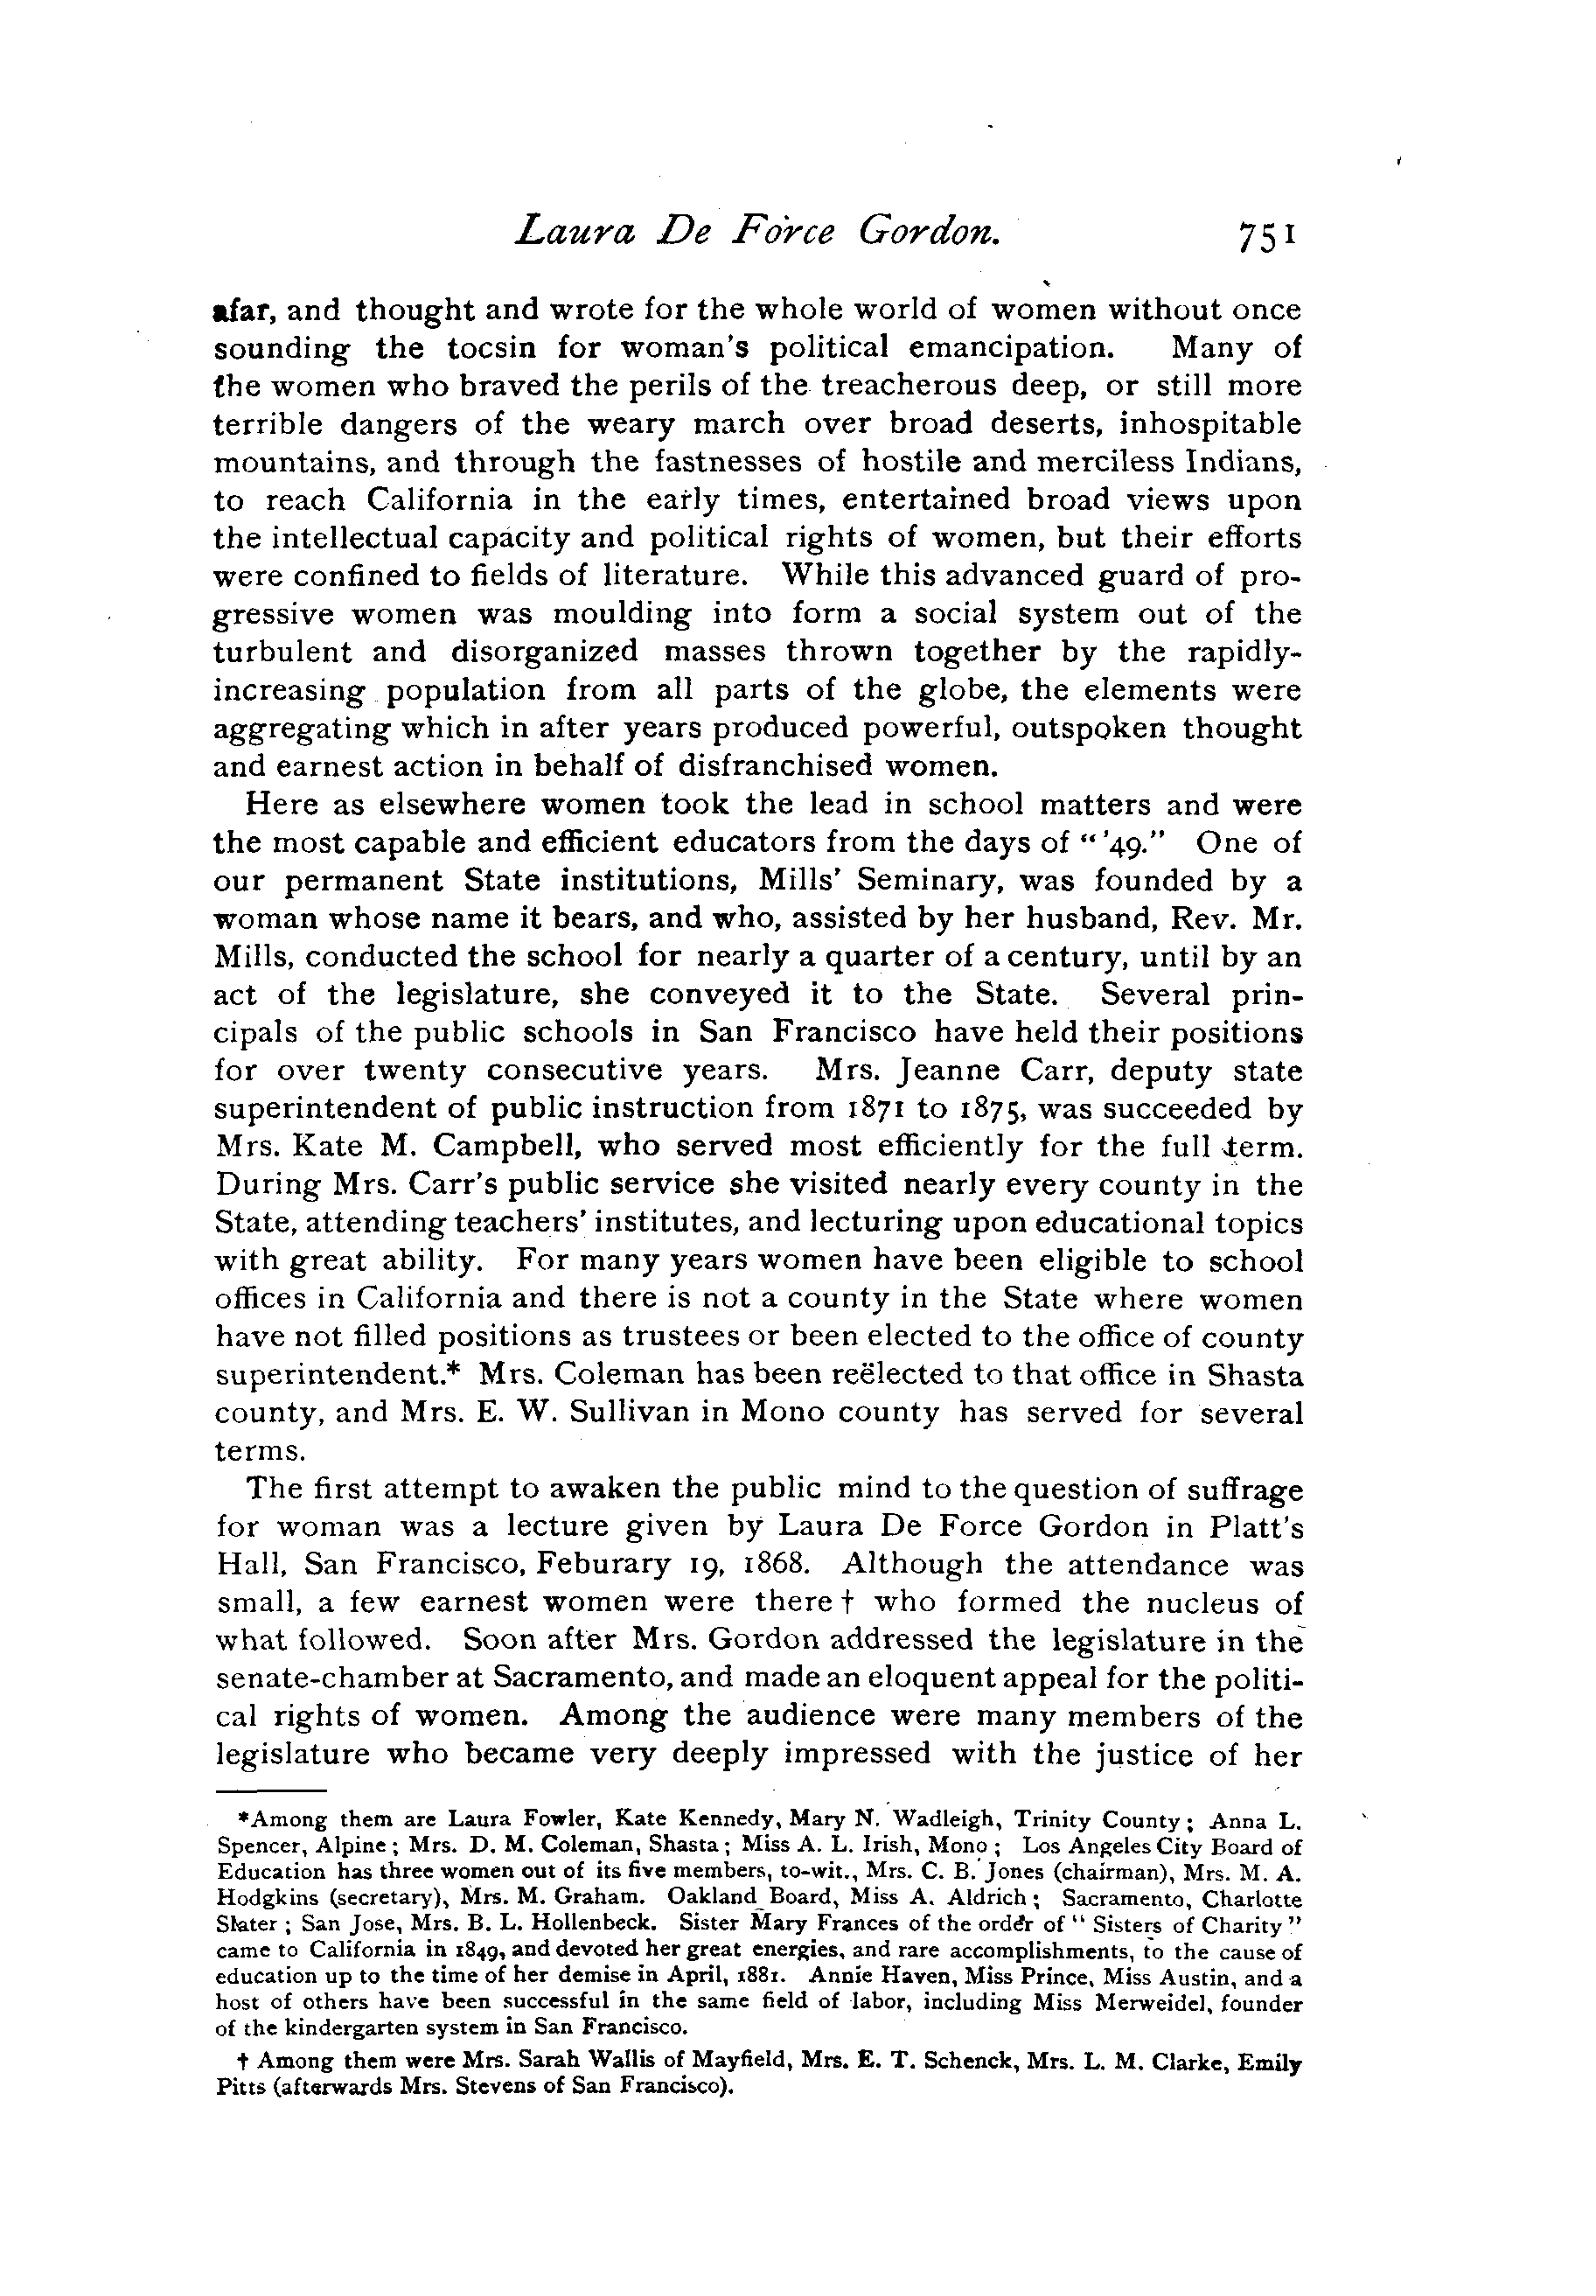 Laura De Force Gordon. 751
afar, and thought and wrote for the whole world of women without once
sounding the tocsin for woman's political emancipation. Many of
the women who braved the perils of the treacherous deep, or still more
terrible dangers of the weary march over broad deserts, inhospitable
mountains, and through the fastnesses of hostile and merciless Indians,
to reach California in the early times, entertained broad views upon
the intellectual capacity and political rights of women, but their efforts
were confined to fields of literature. While this advanced guard of pro-
gressive women was moulding into form a social system out of the
turbulent and disorganized masses thrown together by the rapidly-
increasing population from all parts of the globe, the elements were
aggregating which in after years produced powerful, outspoken thought
and earnest action in behalf of disfranchised women.
Here as elsewhere women took the lead in school matters and were
the most capable and efficient educators from the days of "'49." One of
our permanent State institutions, Mills' Seminary, was founded by a
woman whose name it bears, and who, assisted by her husband, Rev. Mr.
Mills, conducted the school for nearly a quarter of a century, until by an
act of the legislature, she conveyed it to the State. Several prin-
cipals of the public schools in San Francisco have held their positions
for over twenty consecutive years. Mrs. Jeanne Carr, deputy state
superintendent of public instruction from 1871 to 1875, was succeeded by
Mrs. Kate M. Campbell, who served most efficiently for the full term.
During Mrs. Carr's public service she visited nearly every county in the
State, attending teachers' institutes, and lecturing upon educational topics
with great ability. For many years women have been eligible to school
offices in California and there is not a county in the State where women
have not filled positions as trustees or been elected to the office of county
superintendent.* Mrs. Coleman has been reëlected to that office in Shasta
county, and Mrs. E. W. Sullivan in Mono county has served for several
terms.
The first attempt to awaken the public mind to the question of suffrage
for woman was a lecture given by Laura De Force Gordon in Platt's
Hall, San Francisco, Feburary 19, 1868. Although the attendance was
small, a few earnest women were there † who formed the nucleus of
what followed. Soon after Mrs. Gordon addressed the legislature in the
senate-chamber at Sacramento, and made an eloquent appeal for the politi-
cal rights of women. Among the audience were many members of the
legislature who became very deeply impressed with the justice of her
*Among them are Laura Fowler, Kate Kennedy, Mary N. Wadleigh, Trinity County; Anna L.
Spencer, Alpine; Mrs. D. M. Coleman, Shasta; Miss A. L. Irish, Mono; Los Angeles City Board of
Education has three women out of its five members, to-wit., Mrs. C. B. Jones (chairman), Mrs. M. A.
Hodgkins (secretary), Mrs. M. Graham. Oakland Board, Miss A. Aldrich; Sacramento, Charlotte
Slater; San Jose, Mrs. B. L. Hollenbeck. Sister Mary Frances of the order of "Sisters of Charity"
came to California in 1849, and devoted her great energies, and rare accomplishments, to the cause of
education up to the time of her demise in April, 1881. Annie Haven, Miss Prince, Miss Austin, and a
host of others have been successful in the same field of labor, including Miss Merweidel, founder
of the kindergarten system in San Francisco.
† Among them were Mrs. Sarah Wallis of Mayfield, Mrs. E. T. Schenck, Mrs. L. M. Clarke, Emily
Pitts (afterwards Mrs. Stevens of San Francisco).